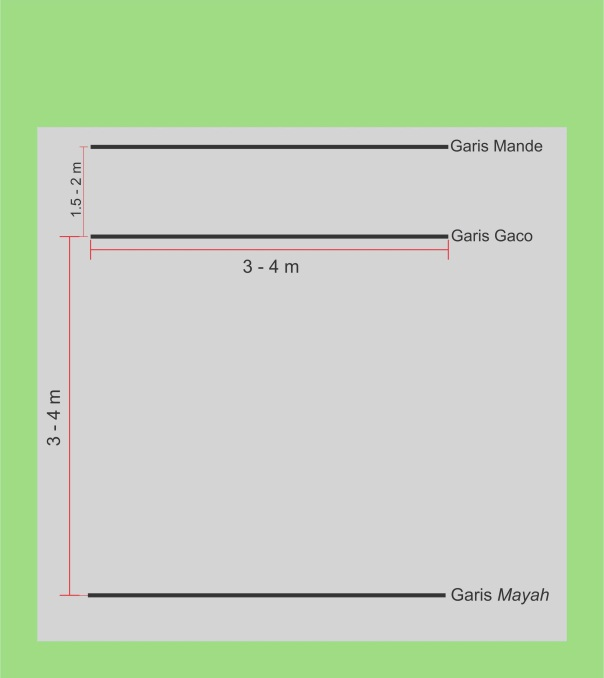 Garis Mande
1.5 - 2 m
Garis Gaco
3 - 4 m
3 - 4 m
Garis Mayah